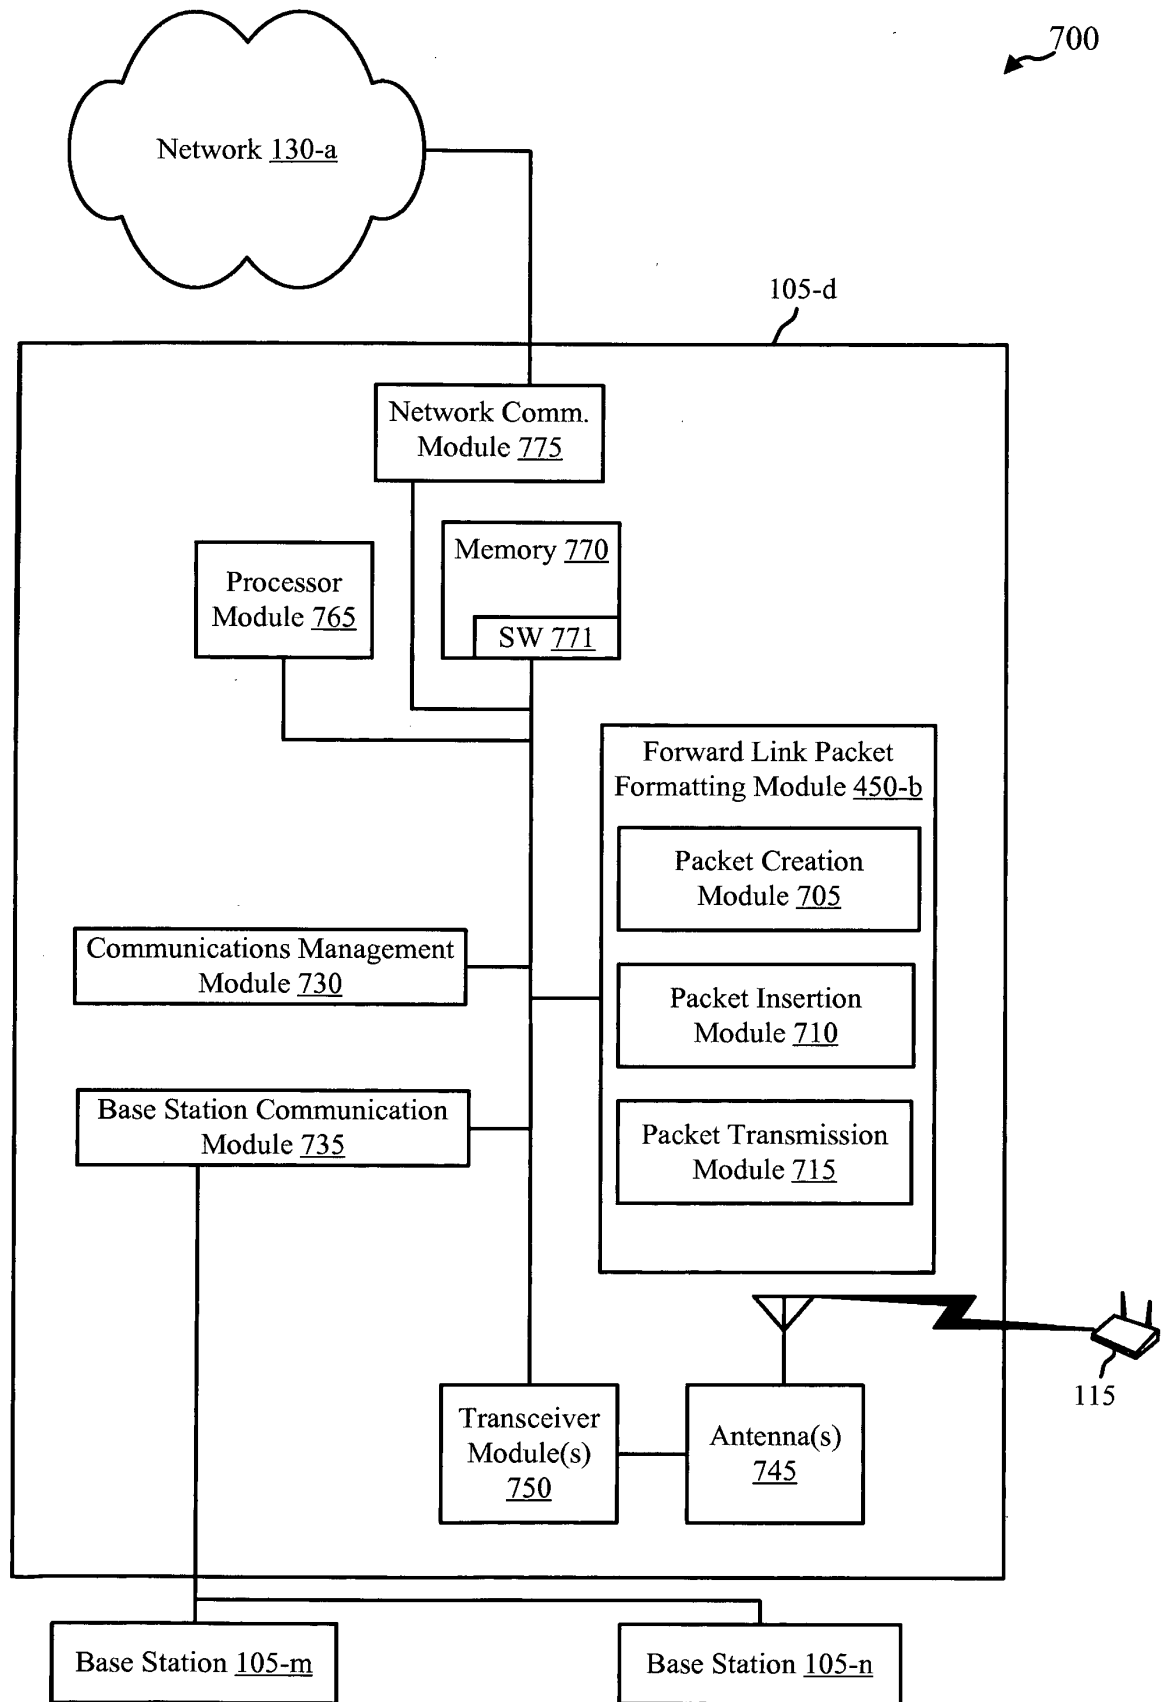 700
Network 130-a
105-d
Network Comm.
Module 775
Memory 770
Processor
Module 765
SW 771
Forward Link Packet
Formatting Module 450-b
Packet Creation
Module 705
Communications Management
Module 730
Packet Insertion
Module 710
Base Station Communication
Module 735
Packet Transmission
Module 715
115
Transceiver
Module(s)
750
Antenna(s)
745
Base Station 105-m
Base Station 105-n